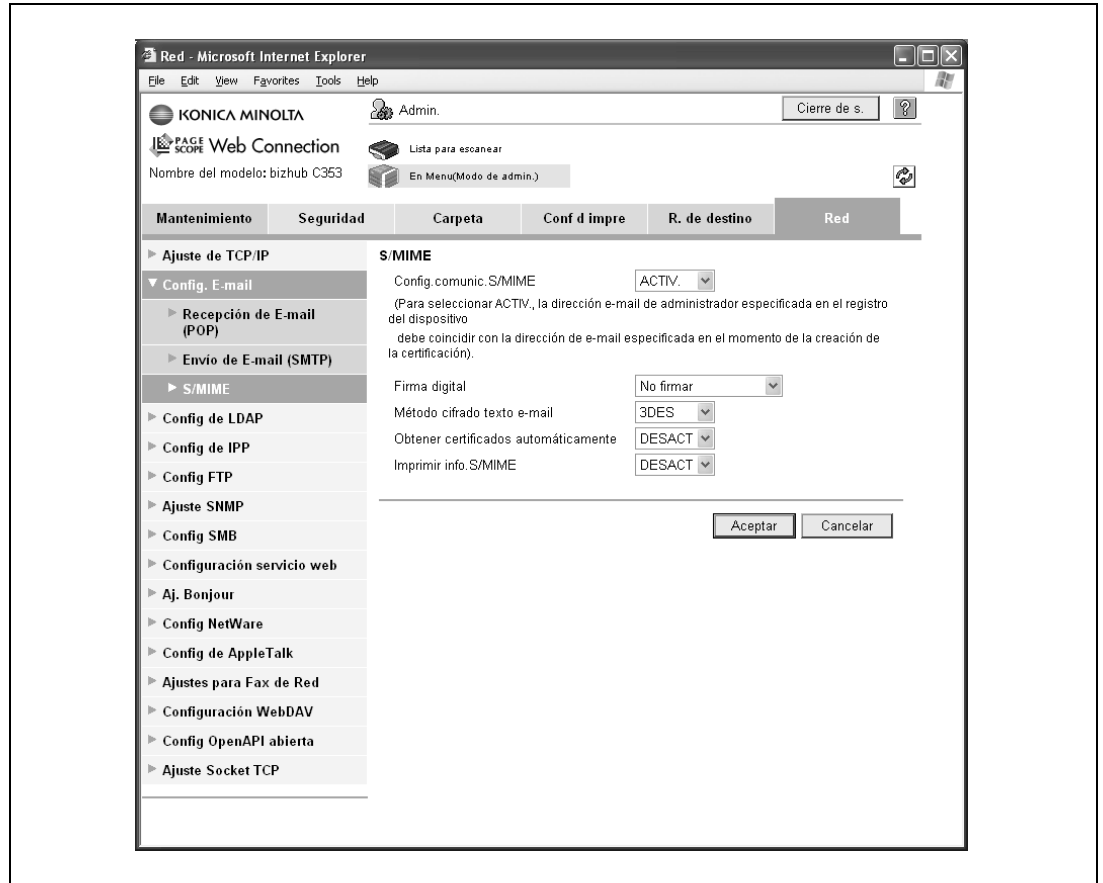 Red - Microsoft Internet Explorer
File Edit View Favorites Tools Help
KONICA MINOLTA
Admin.
Cierre de s.
?
PAGE SCOPE Web Connection
Lista para escanear
Nombre del modelo: bizhub C353
En Menu(Modo de admin.)
Mantenimiento Seguridad Carpeta Conf d impre R. de destino Red
Ajuste de TCP/IP
Config. E-mail
Recepción de E-mail
(POP)
Envío de E-mail (SMTP)
S/MIME
Config de LDAP
Config de IPP
Config FTP
Ajuste SNMP
Config SMB
Configuración servicio web
Aj. Bonjour
Config NetWare
Config de AppleTalk
Ajustes para Fax de Red
Configuración WebDAV
Config OpenAPI abierta
Ajuste Socket TCP
S/MIME
Config.comunic.S/MIME ACTIV.
(Para seleccionar ACTIV., la dirección e-mail de administrador especificada en el registro
del dispositivo
debe coincidir con la dirección de e-mail especificada en el momento de la creación de
la certificación).
Firma digital No firmar
Método cifrado texto e-mail 3DES
Obtener certificados automáticamente DESACT
Imprimir info.S/MIME DESACT
Aceptar Cancelar